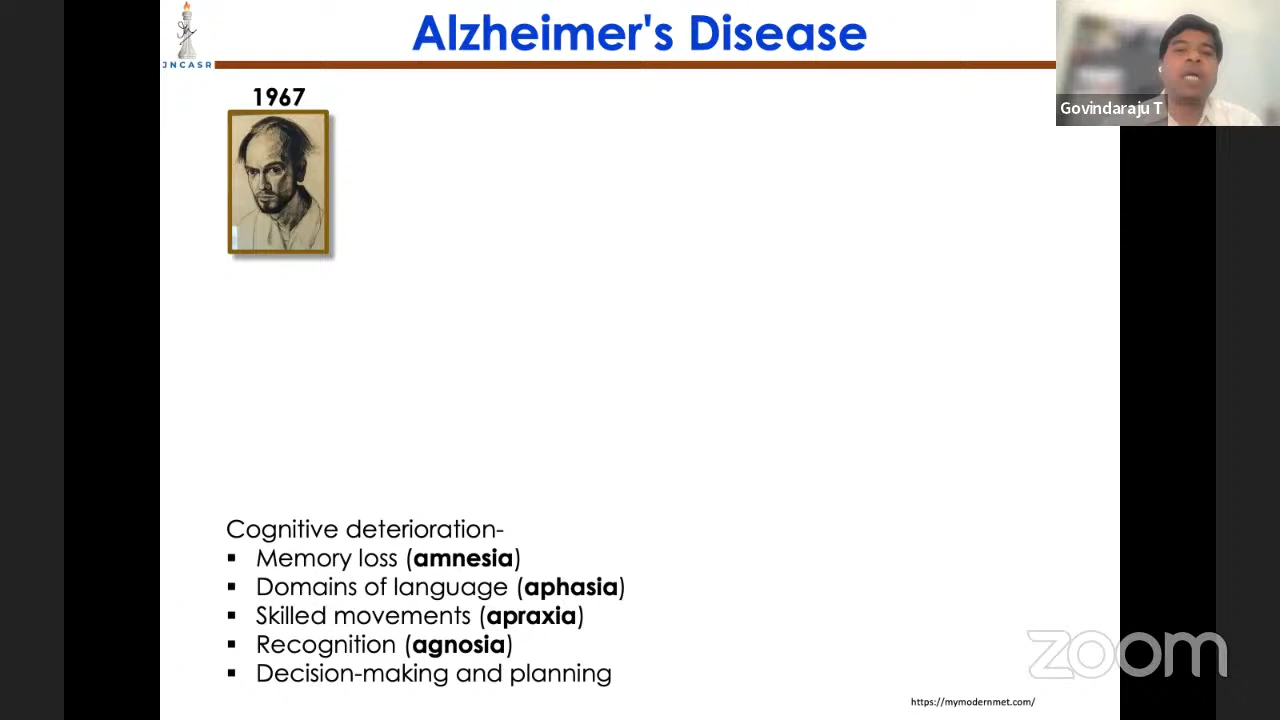 Alzheimer's Disease
JNCASR
1967
Govindaraju T
Cognitive deterioration-
▪ Memory loss (amnesia)
▪ Domains of language (aphasia)
▪ Skilled movements (apraxia)
▪ Recognition (agnosia)
▪ Decision-making and planning
zoom
https://mymodernmet.com/